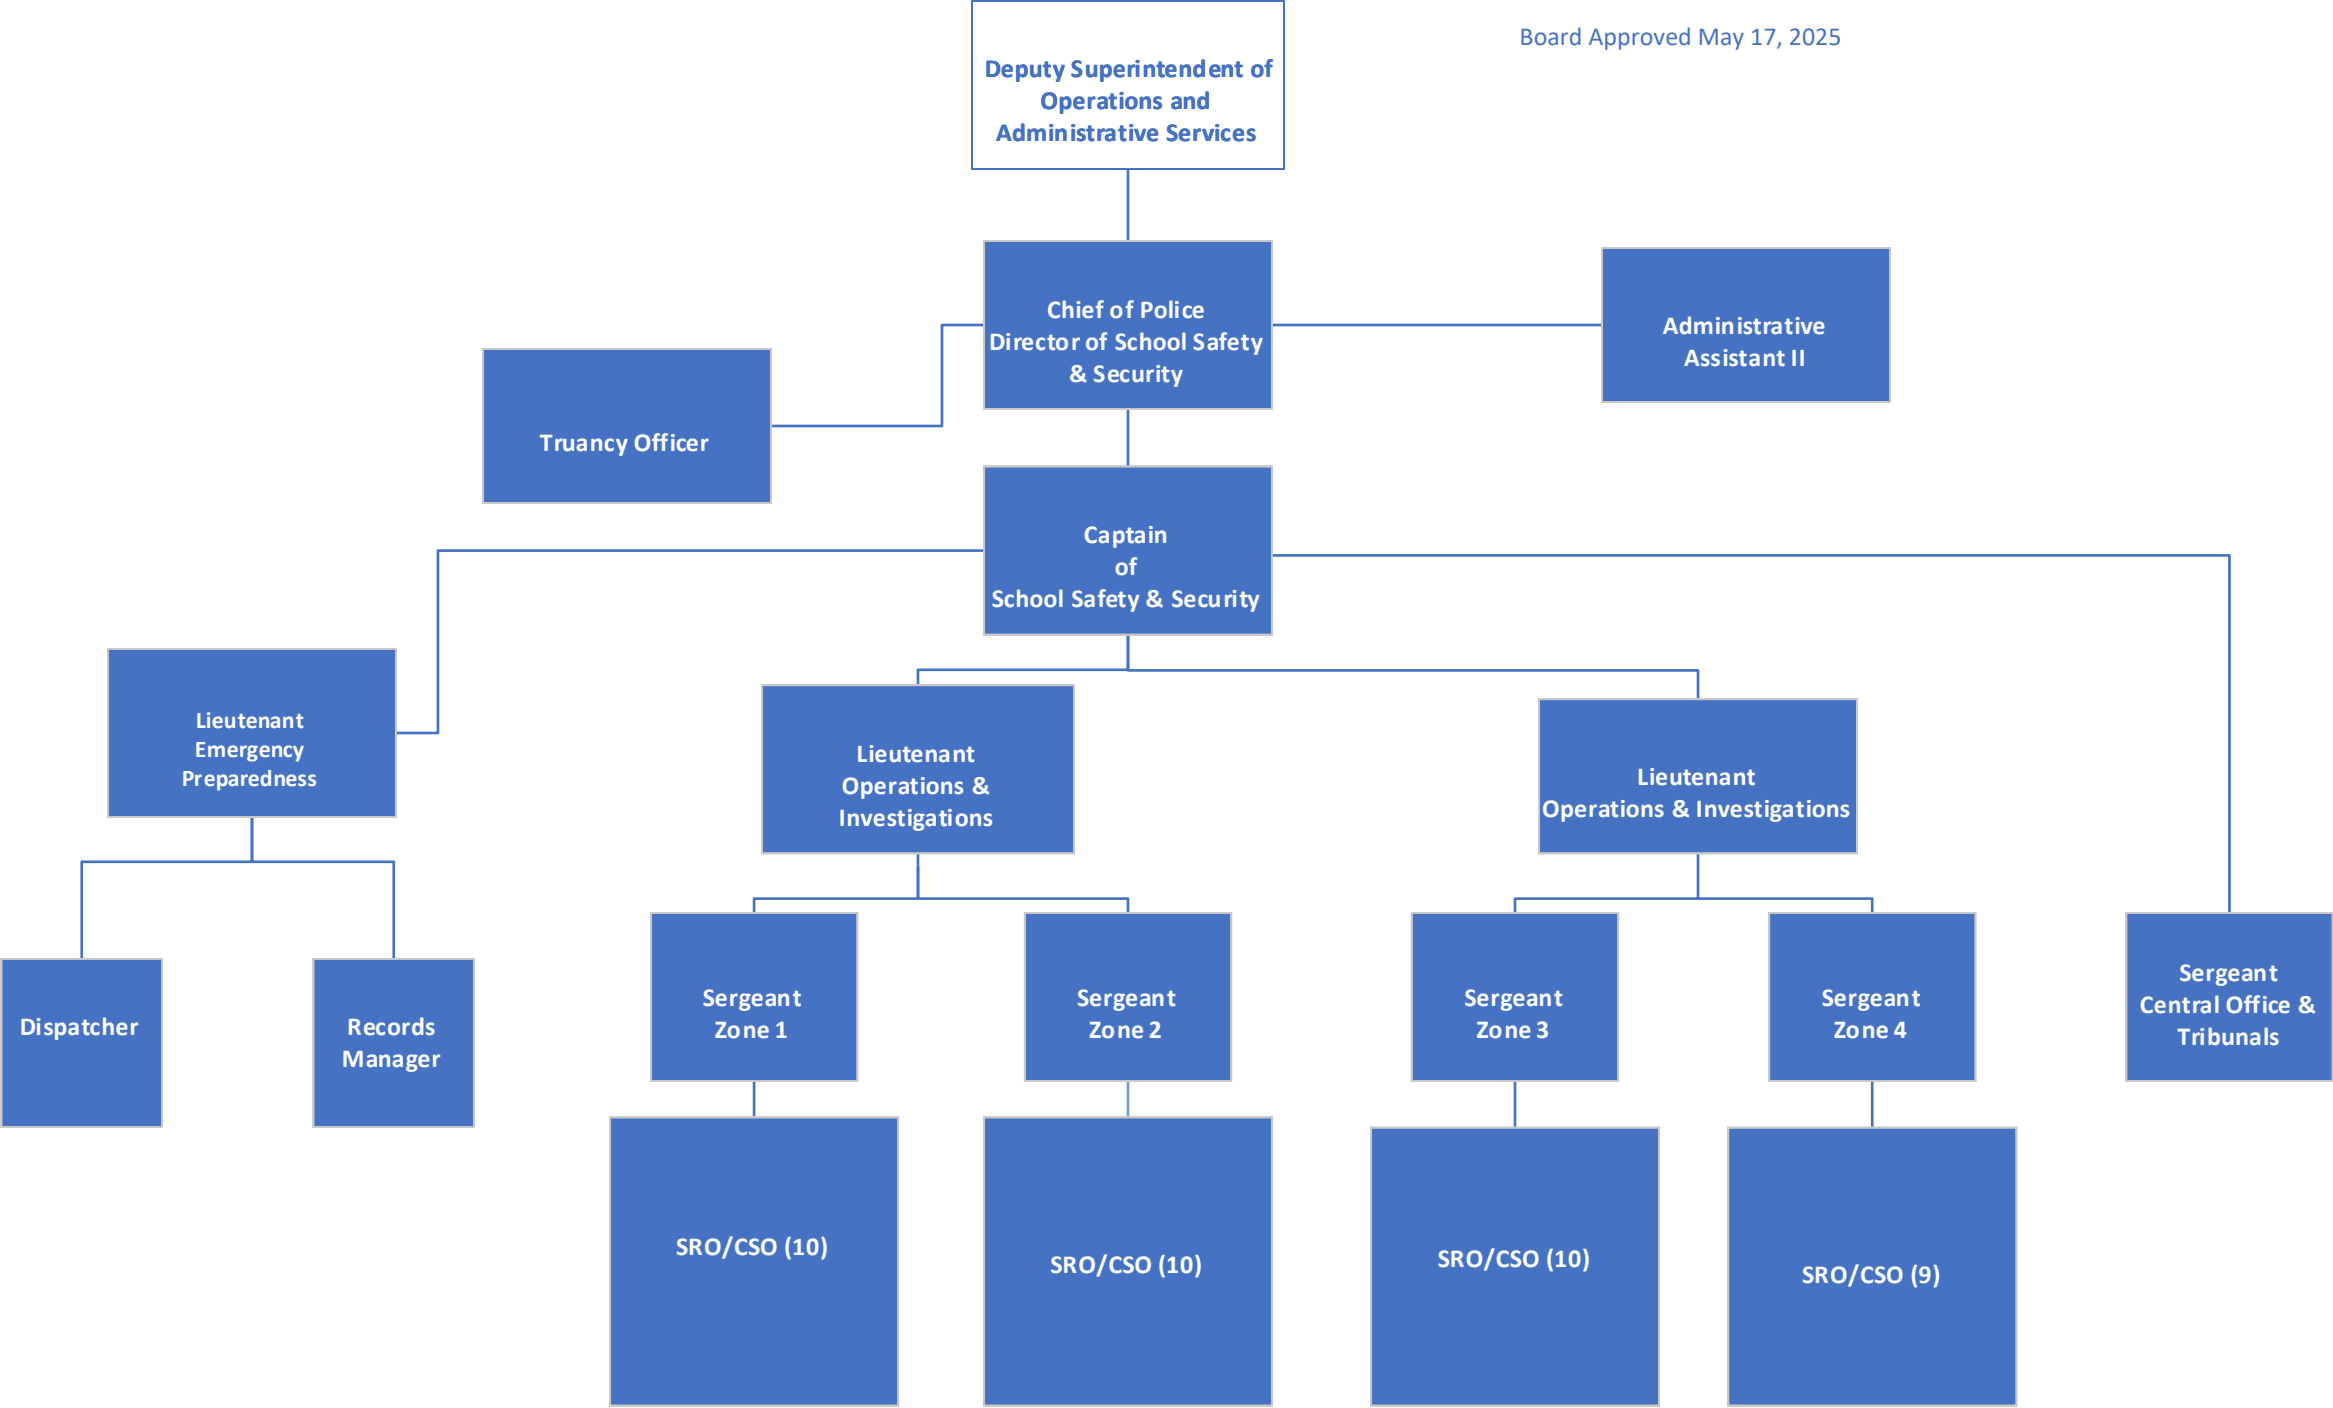 Board Approved May 17, 2025
Deputy Superintendent of
Operations and
Administrative Services
Chief of Police
Director of School Safety
& Security
Administrative
Assistant II
Truancy Officer
Captain
of
School Safety & Security
Lieutenant
Emergency
Preparedness
Lieutenant
Operations &
Investigations
Lieutenant
Operations & Investigations
Dispatcher
Records
Manager
Sergeant
Zone 1
Sergeant
Zone 2
Sergeant
Zone 3
Sergeant
Zone 4
Sergeant
Central Office &
Tribunals
SRO/CSO (10)
SRO/CSO (10)
SRO/CSO (10)
SRO/CSO (9)